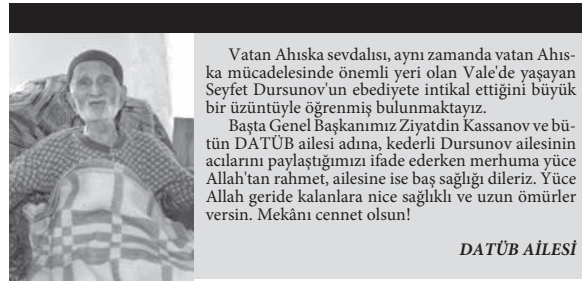 Vatan Ahıska sevdalısı, aynı zamanda vatan Ahıs-
ka mücadelesinde önemli yeri olan Vale'de yaşayan
Seyfet Dursunov'un ebediyete intikal ettiğini büyük
bir üzüntüyle öğrenmiş bulunmaktayız.
Başta Genel Başkanımız Ziyatdin Kassanov ve bü-
tün DATÜB ailesi adına, kederli Dursunov ailesinin
acılarını paylaştığımızı ifade ederken merhuma yüce
Allah'tan rahmet, ailesine ise baş sağlığı dileriz. Yüce
Allah geride kalanlara nice sağlıklı ve uzun ömürler
versin. Mekânı cennet olsun!
DATÜB AİLESİ